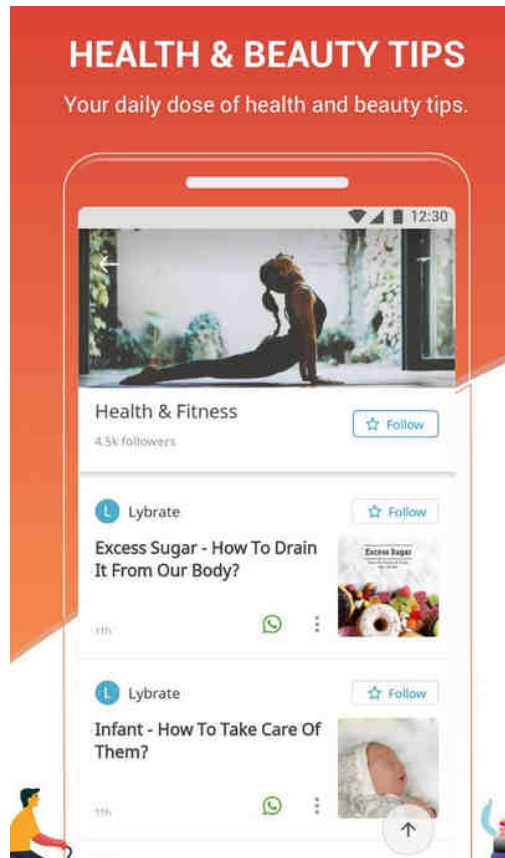 HEALTH & BEAUTY TIPS
Your daily dose of health and beauty tips.
12:30
Health & Fitness
4.5k followers
Follow
L Lybrate
Follow
Excess Sugar - How To Drain
It From Our Body?
Excess Sugar
11h
L Lybrate
Follow
Infant - How To Take Care Of
Them?
11h